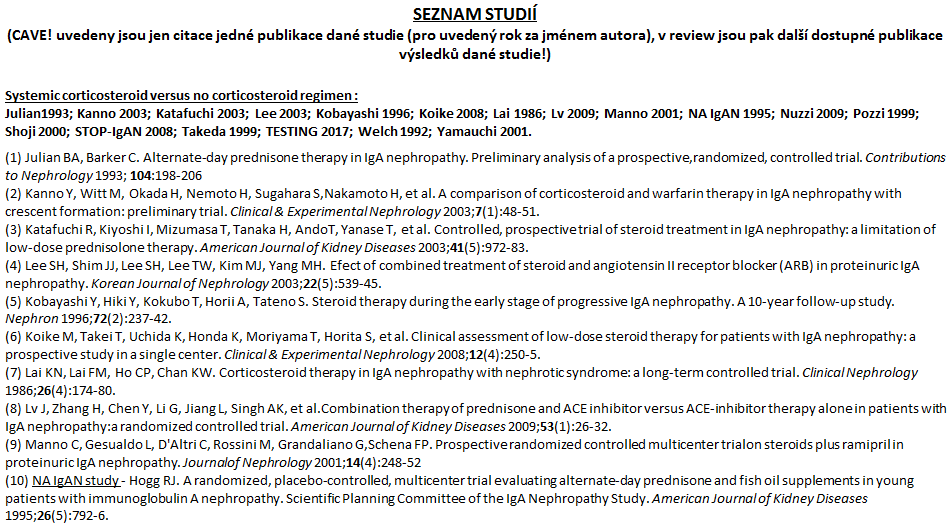 SEZNAM STUDIÍ
(CAVE! uvedeny jsou jen citace jedné publikace dané studie (pro uvedený rok za jménem autora), v review jsou pak další dostupné publikace
výsledků dané studie!)
Systemic corticosteroid versus no corticosteroid regimen :
Julian1993; Kanno 2003; Katafuchi 2003; Lee 2003; Kobayashi 1996; Koike 2008; Lai 1986; Lv 2009; Manno 2001; NA IgAN 1995; Nuzzi 2009; Pozzi 1999;
Shoji 2000; STOP-IgAN 2008; Takeda 1999; TESTING 2017; Welch 1992; Yamauchi 2001.
(1) Julian BA, Barker C. Alternate-day prednisone therapy in IgA nephropathy. Preliminary analysis of a prospective,randomized, controlled trial. Contributions
to Nephrology 1993; 104:198-206
(2) Kanno Y, Witt M, Okada H, Nemoto H, Sugahara S,Nakamoto H, et al. A comparison of corticosteroid and warfarin therapy in IgA nephropathy with
crescent formation: preliminary trial. Clinical & Experimental Nephrology 2003;7(1):48-51.
(3) Katafuchi R, Kiyoshi I, Mizumasa T, Tanaka H, AndoT, Yanase T, et al. Controlled, prospective trial of steroid treatment in IgA nephropathy: a limitation of
low-dose prednisolone therapy. American Journal of Kidney Diseases 2003;41(5):972-83.
(4) Lee SH, Shim JJ, Lee SH, Lee TW, Kim MJ, Yang MH. Efect of combined treatment of steroid and angiotensin II receptor blocker (ARB) in proteinuric IgA
nephropathy. Korean Journal of Nephrology 2003;22(5):539-45.
(5) Kobayashi Y, Hiki Y, Kokubo T, Horii A, Tateno S. Steroid therapy during the early stage of progressive IgA nephropathy. A 10-year follow-up study.
Nephron 1996;72(2):237-42.
(6) Koike M, Takei T, Uchida K, Honda K, Moriyama T, Horita S, et al. Clinical assessment of low-dose steroid therapy for patients with IgA nephropathy: a
prospective study in a single center. Clinical & Experimental Nephrology 2008;12(4):250-5.
(7) Lai KN, Lai FM, Ho CP, Chan KW. Corticosteroid therapy in IgA nephropathy with nephrotic syndrome: a long-term controlled trial. Clinical Nephrology
1986;26(4):174-80.
(8) Lv J, Zhang H, Chen Y, Li G, Jiang L, Singh AK, et al.Combination therapy of prednisone and ACE inhibitor versus ACE-inhibitor therapy alone in patients with
IgA nephropathy:a randomized controlled trial. American Journal of Kidney Diseases 2009;53(1):26-32.
(9) Manno C, Gesualdo L, D'Altri C, Rossini M, Grandaliano G,Schena FP. Prospective randomized controlled multicenter trialon steroids plus ramipril in
proteinuric IgA nephropathy. Journalof Nephrology 2001;14(4):248-52
(10) NA IgAN study - Hogg RJ. A randomized, placebo-controlled, multicenter trial evaluating alternate-day prednisone and fish oil supplements in young
patients with immunoglobulin A nephropathy. Scientific Planning Committee of the IgA Nephropathy Study. American Journal of Kidney Diseases
1995;26(5):792-6.